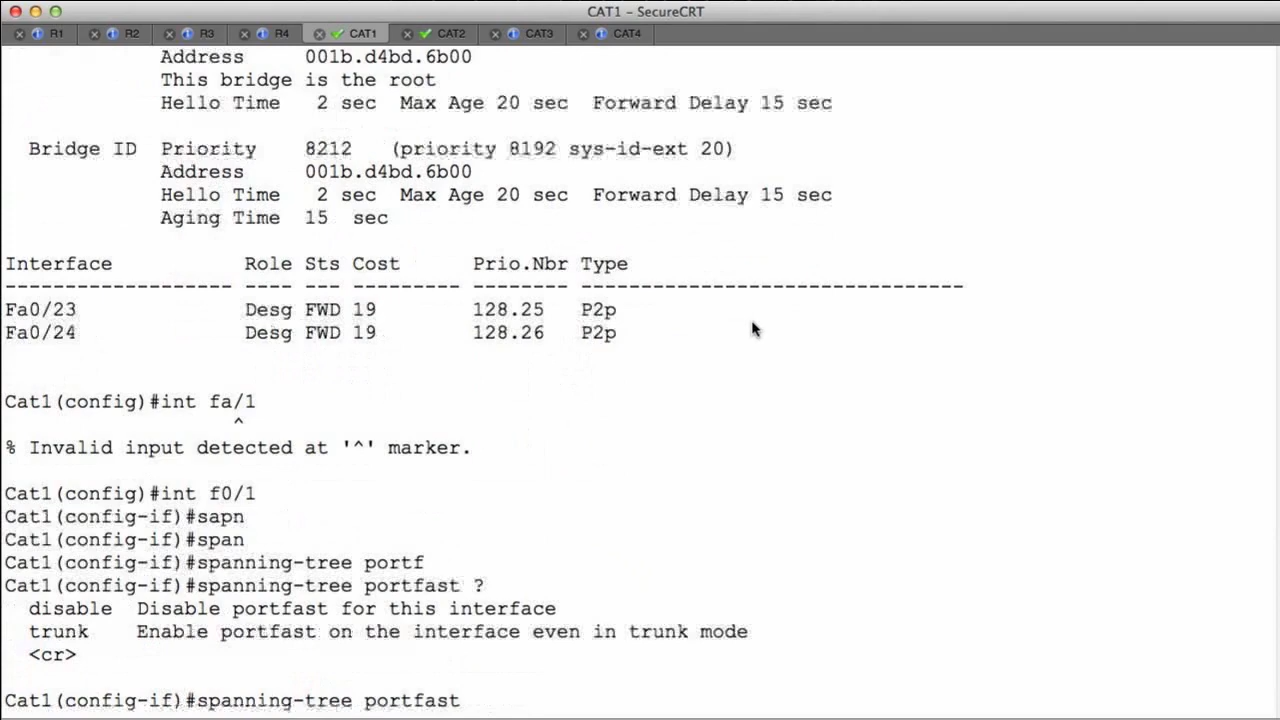 CAT1 – SecureCRT
R1 R2 R3 R4 CAT1 CAT2 CAT3 CAT4
Address 001b.d4bd.6b00
This bridge is the root
Hello Time 2 sec Max Age 20 sec Forward Delay 15 sec
Bridge ID Priority 8212 (priority 8192 sys-id-ext 20)
Address 001b.d4bd.6b00
Hello Time 2 sec Max Age 20 sec Forward Delay 15 sec
Aging Time 15 sec
Interface Role Sts Cost Prio.Nbr Type
------------------- ---- --- --------- -------- --------------------------------
Fa0/23 Desg FWD 19 128.25 P2p
Fa0/24 Desg FWD 19 128.26 P2p
Cat1(config)#int fa/1
^
% Invalid input detected at '^' marker.
Cat1(config)#int f0/1
Cat1(config-if)#sapn
Cat1(config-if)#span
Cat1(config-if)#spanning-tree portf
Cat1(config-if)#spanning-tree portfast ?
disable Disable portfast for this interface
trunk Enable portfast on the interface even in trunk mode
<cr>
Cat1(config-if)#spanning-tree portfast